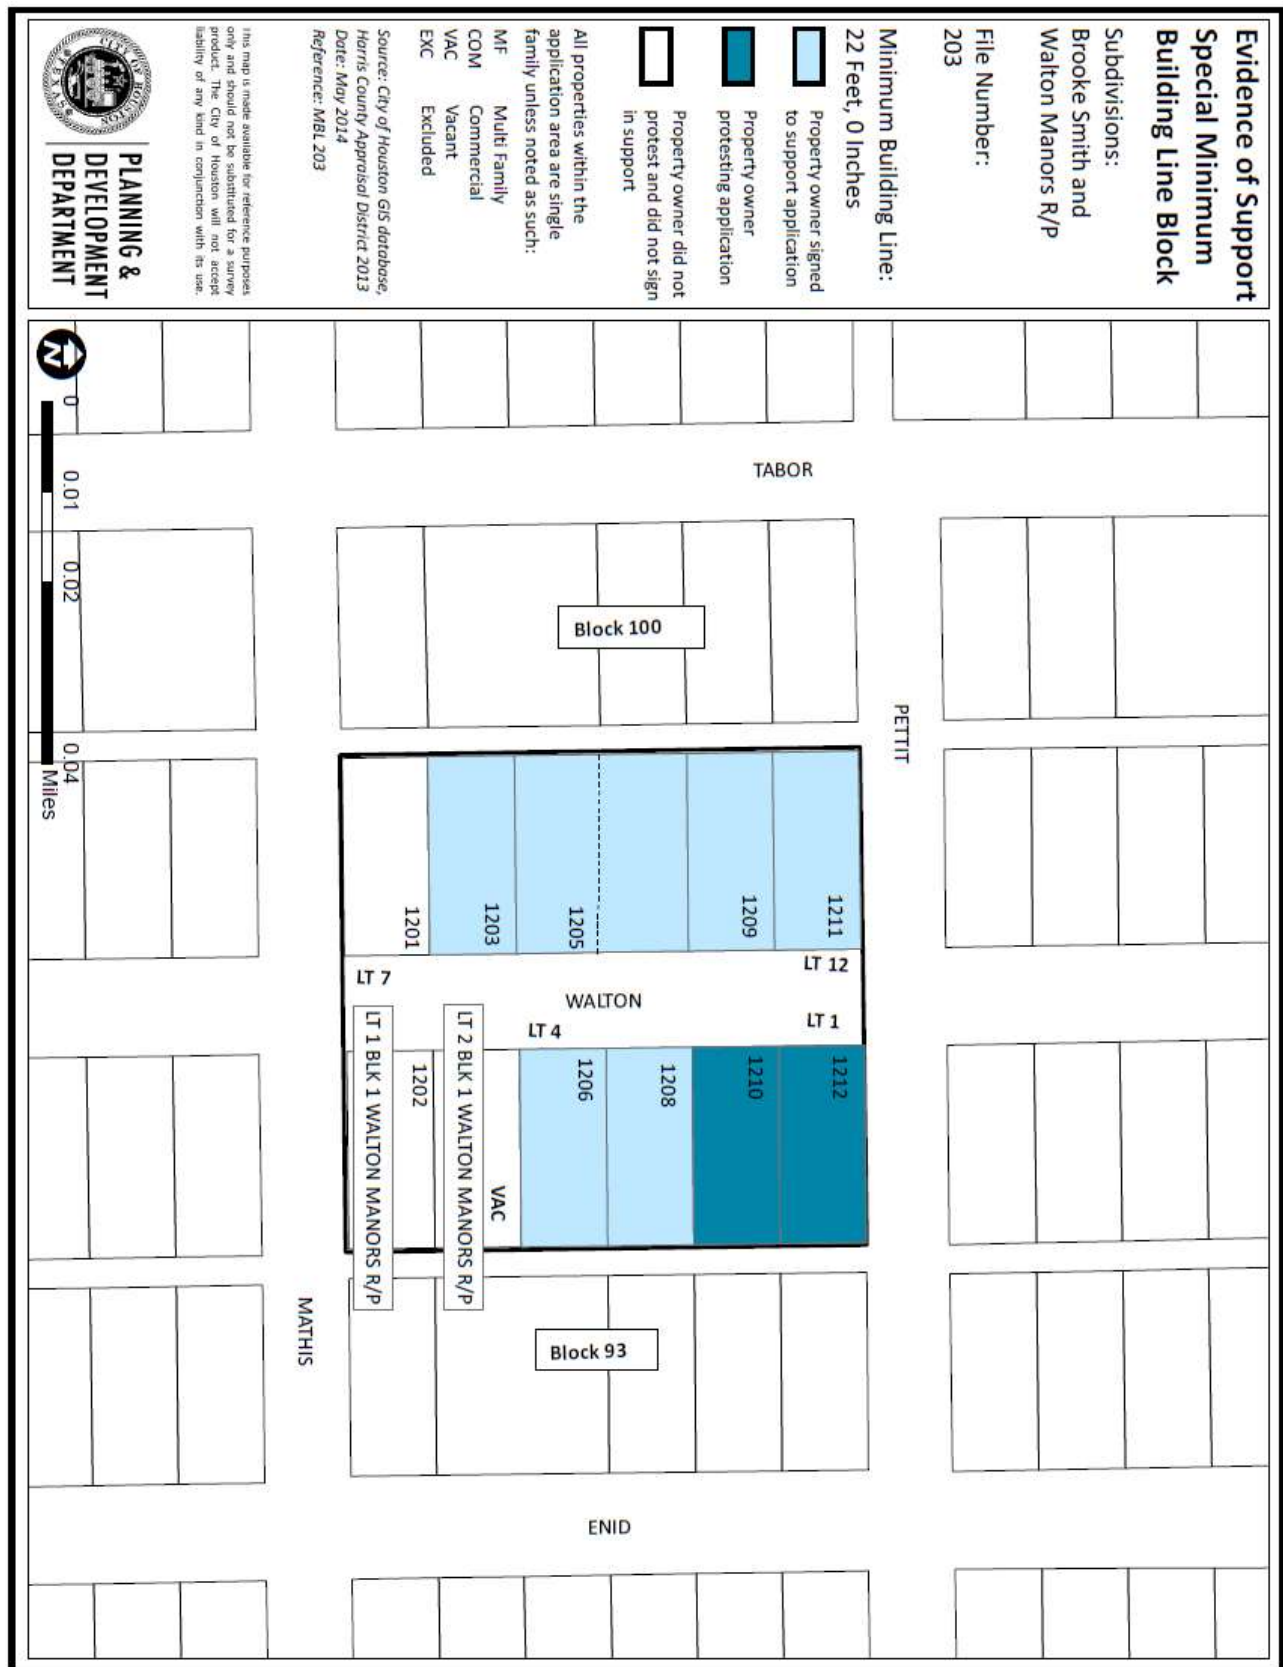 Evidence of Support
Special Minimum
Building Line Block
Subdivisions:
Brooke Smith and
Walton Manors R/P
File Number:
203
Minimum Building Line:
22 Feet, 0 Inches
Property owner signed
to support application
Property owner
protesting application
Property owner did not
protest and did not sign
in support
All properties within the
application area are single
family unless noted as such:
MF Multi Family
COM Commercial
VAC Vacant
EXC Excluded
Source: City of Houston GIS database,
Harris County Appraisal District 2013
Date: May 2014
Reference: MBL 203
This map is made available for reference purposes
only and should not be substituted for a survey
product. The City of Houston will not accept
liability of any kind in conjunction with its use.
CITY OF HOUSTON
TEXAS
PLANNING &
DEVELOPMENT
DEPARTMENT
TABOR
Block 100
PETTIT
1211
1209
1205
1203
1201
LT 12
LT 7
WALTON
LT 1
LT 4
1212
1210
1208
1206
VAC
LT 2 BLK 1 WALTON MANORS R/P
1202
LT 1 BLK 1 WALTON MANORS R/P
MATHIS
Block 93
ENID
N
0 0.01 0.02 0.04
Miles